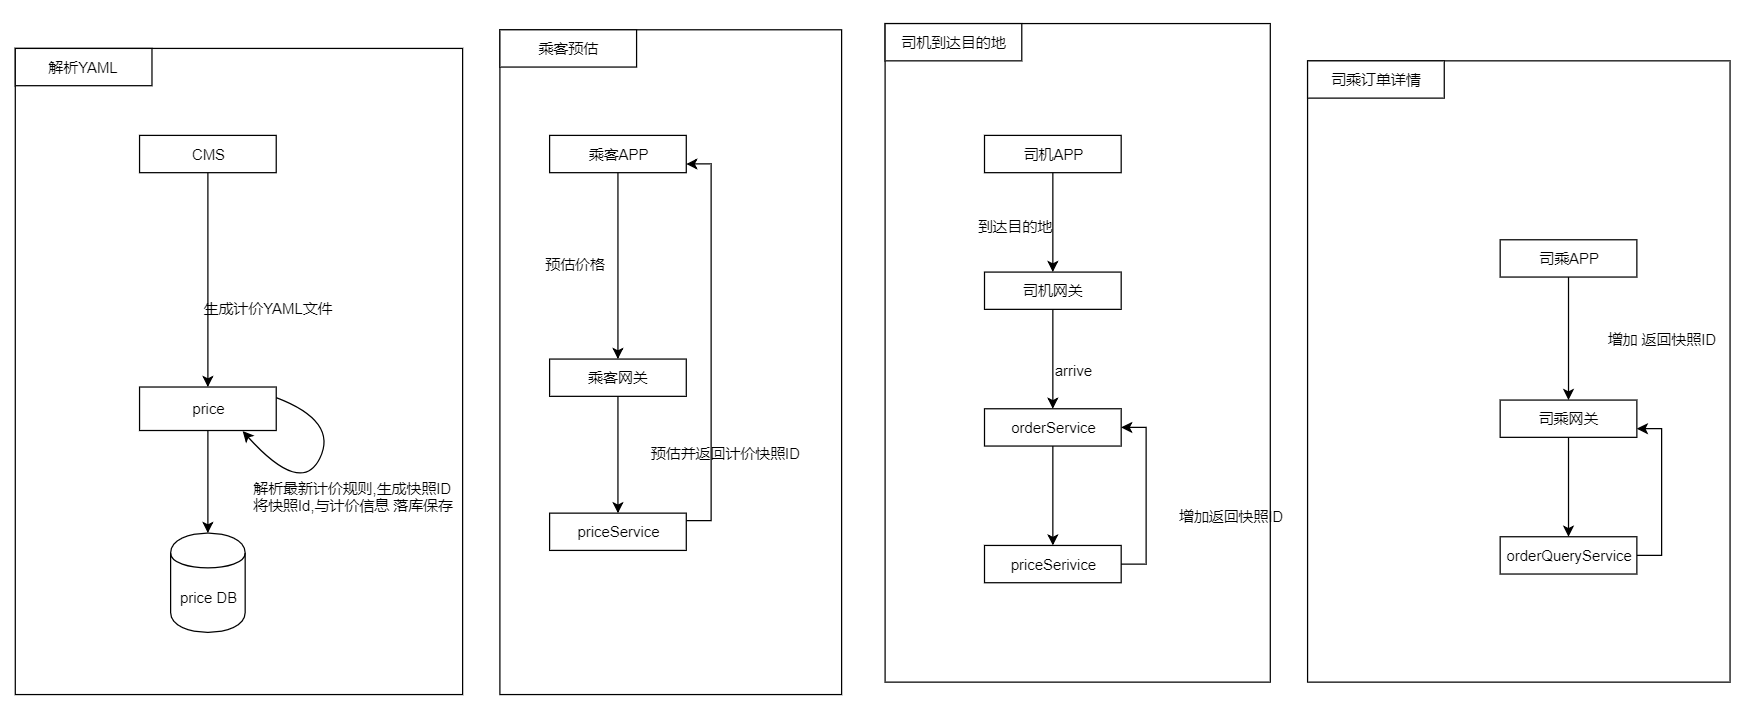 解析YAML
CMS
生成计价YAML文件
price
解析最新计价规则,生成快照ID
将快照Id,与计价信息 落库保存
price DB
乘客预估
乘客APP
预估价格
乘客网关
预估并返回计价快照ID
priceService
司机到达目的地
司机APP
到达目的地
司机网关
arrive
orderService
增加返回快照ID
priceSerivice
司乘订单详情
司乘APP
增加 返回快照ID
司乘网关
orderQueryService